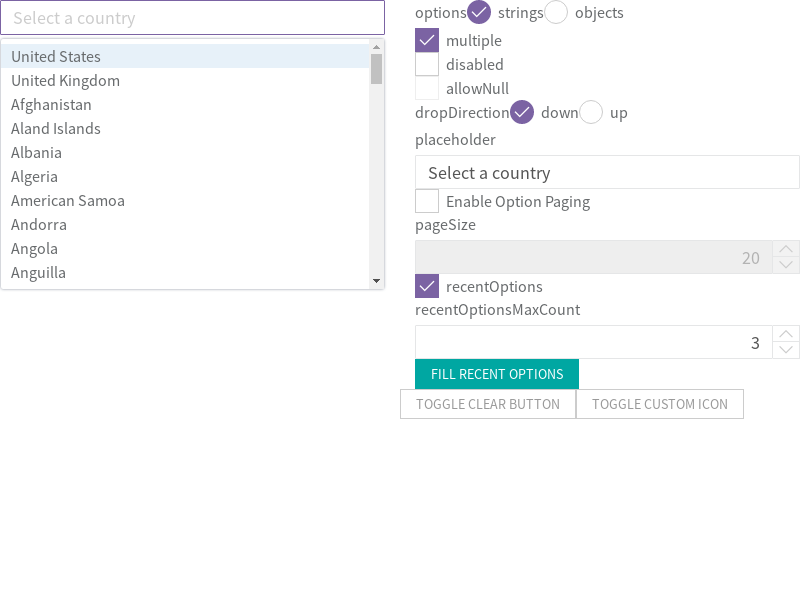 Select a country
United States
United Kingdom
Afghanistan
Aland Islands
Albania
Algeria
American Samoa
Andorra
Angola
Anguilla
options strings objects
multiple
disabled
allowNull
dropDirection down up
placeholder
Select a country
Enable Option Paging
pageSize
20
recentOptions
recentOptionsMaxCount
3
FILL RECENT OPTIONS
TOGGLE CLEAR BUTTON TOGGLE CUSTOM ICON